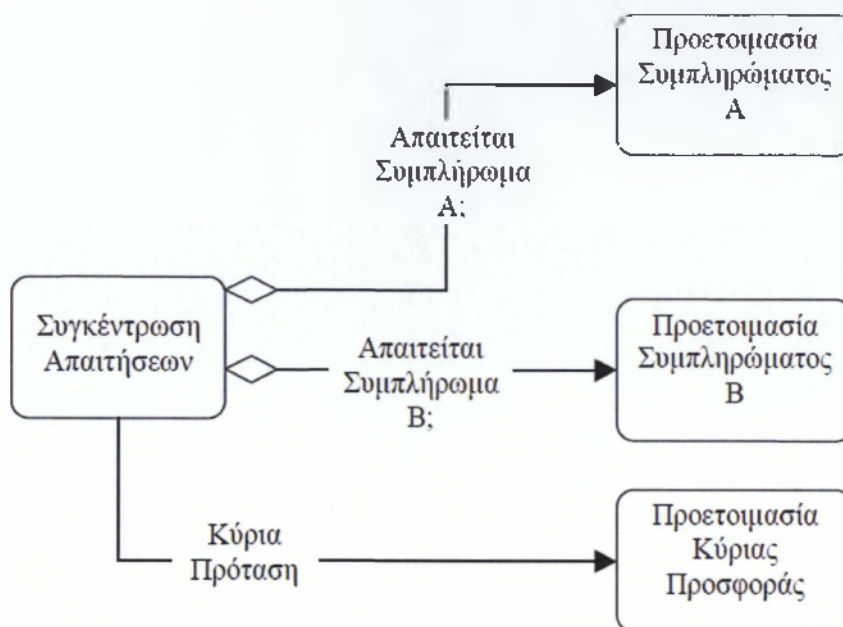 Προετοιμασία
Συμπληρώματος
Α
Απαιτείται
Συμπλήρωμα
Α;
Συγκέντρωση
Απαιτήσεων
Απαιτείται
Συμπλήρωμα
Β;
Προετοιμασία
Συμπληρώματος
Β
Κύρια
Πρόταση
Προετοιμασία
Κύριας
Προσφοράς